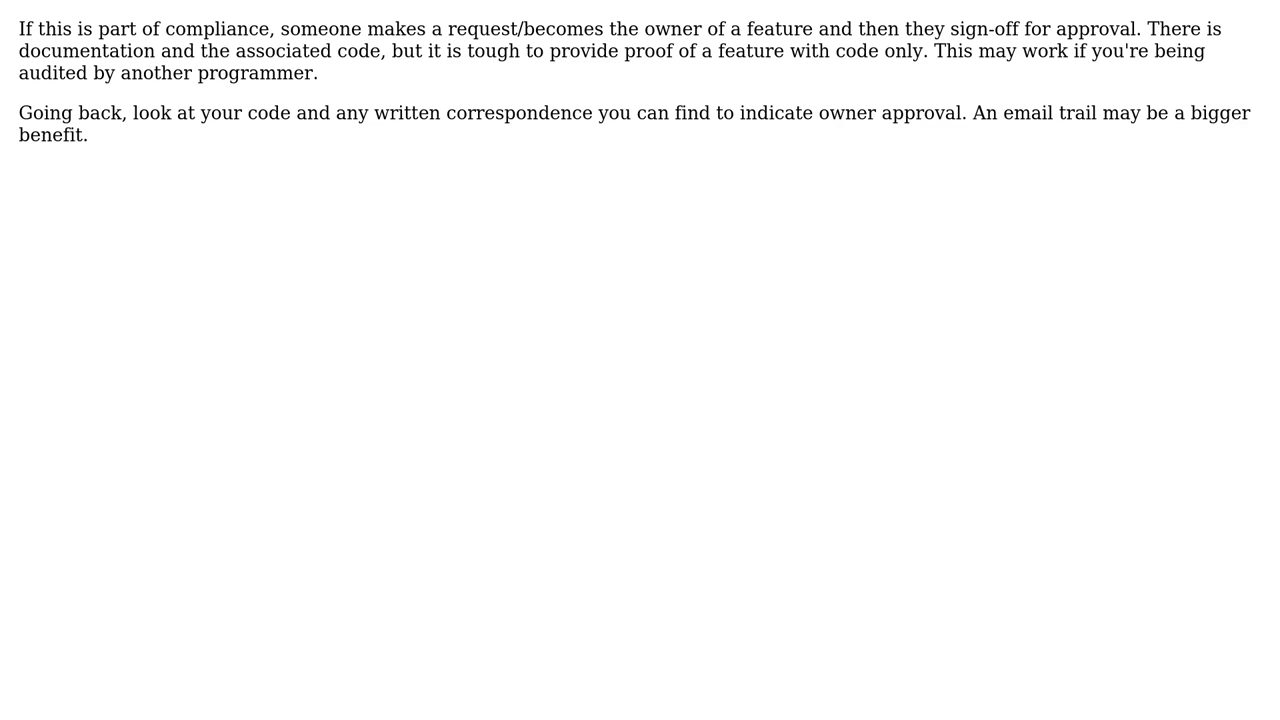 If this is part of compliance, someone makes a request/becomes the owner of a feature and then they sign-off for approval. There is
documentation and the associated code, but it is tough to provide proof of a feature with code only. This may work if you're being
audited by another programmer.
Going back, look at your code and any written correspondence you can find to indicate owner approval. An email trail may be a bigger
benefit.